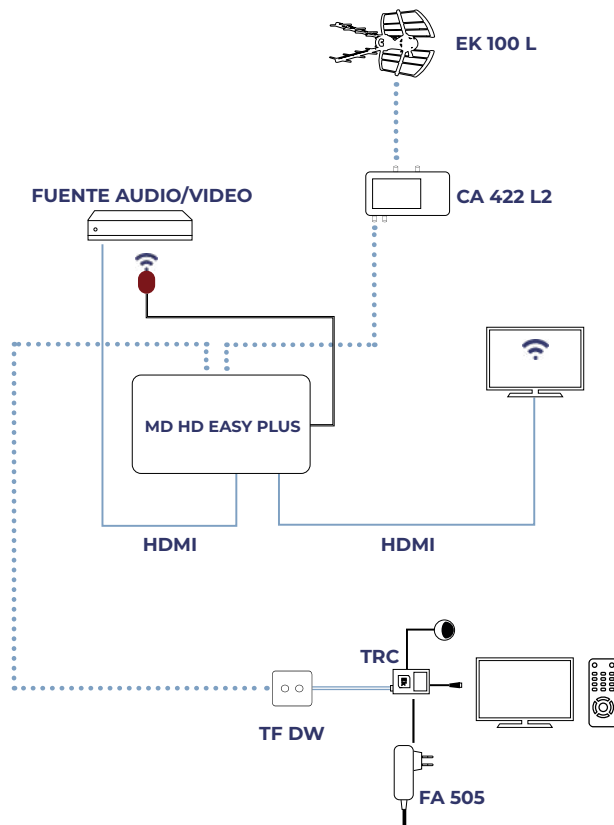 EK 100 L
CA 422 L2
FUENTE AUDIO/VIDEO
MD HD EASY PLUS
HDMI
HDMI
TRC
TF DW
FA 505